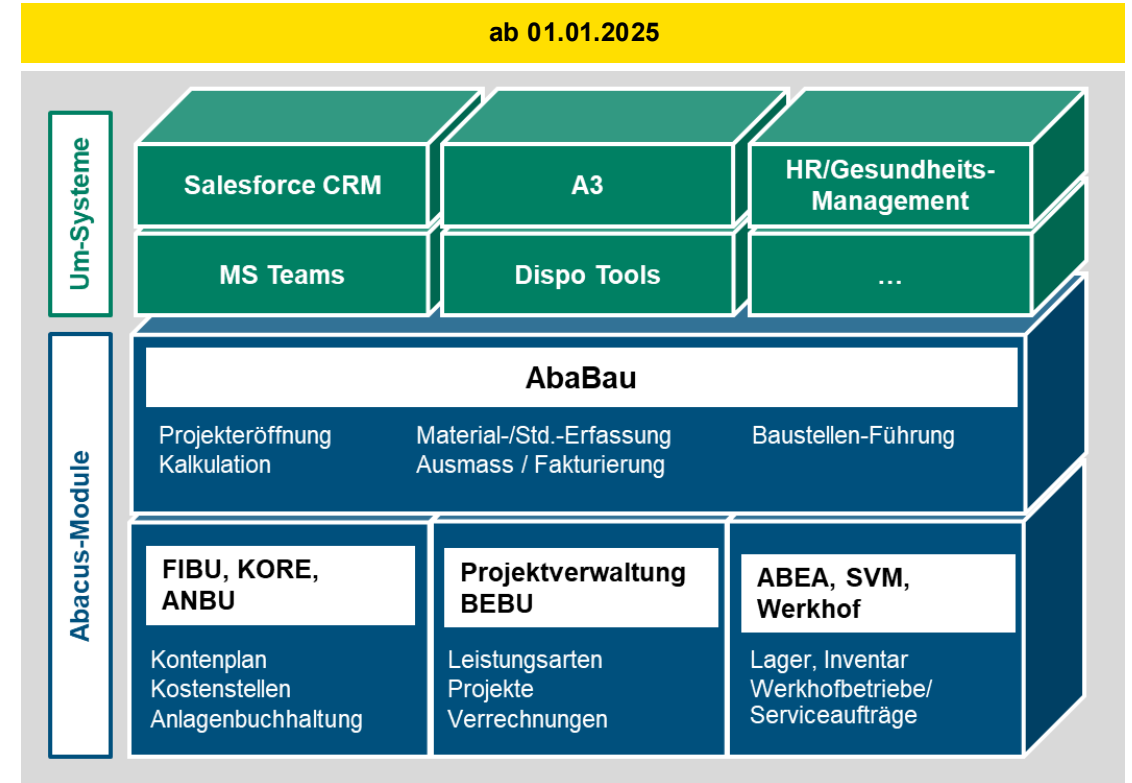 ab 01.01.2025
Um-Systeme
Salesforce CRM
A3
HR/Gesundheits-
Management
MS Teams
Dispo Tools
…
Abacus-Module
AbaBau
Projekteröffnung
Kalkulation
Material-/Std.-Erfassung
Ausmass / Fakturierung
Baustellen-Führung
FIBU, KORE,
ANBU
Kontenplan
Kostenstellen
Anlagenbuchhaltung
Projektverwaltung
BEBU
Leistungsarten
Projekte
Verrechnungen
ABEA, SVM,
Werkhof
Lager, Inventar
Werkhofbetriebe/
Serviceaufträge